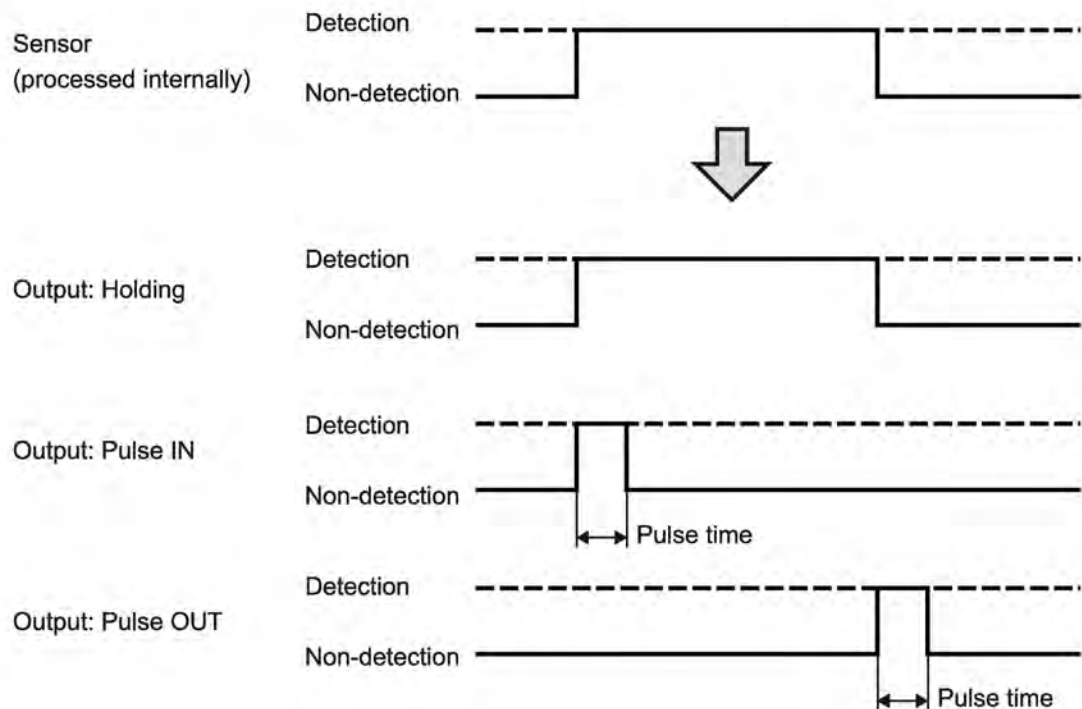 Detection
Sensor
(processed internally)
Non-detection
Detection
Output: Holding
Non-detection
Detection
Output: Pulse IN
Non-detection
Pulse time
Detection
Output: Pulse OUT
Non-detection
Pulse time